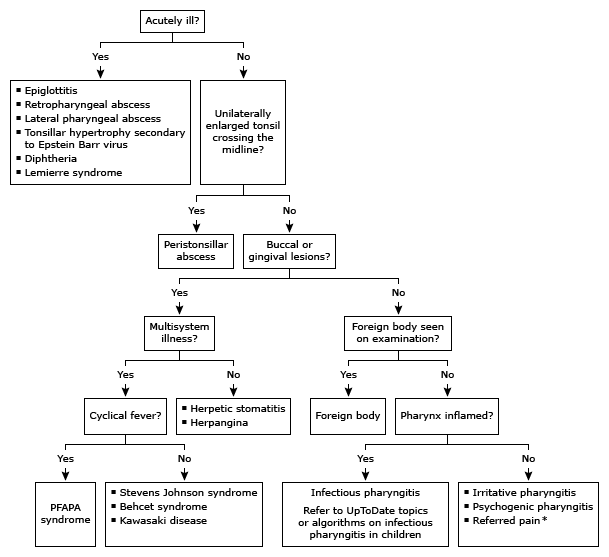 Acutely ill?
Yes
No
▪ Epiglottitis
▪ Retropharyngeal abscess
▪ Lateral pharyngeal abscess
▪ Tonsillar hypertrophy secondary
to Epstein Barr virus
▪ Diphtheria
▪ Lemierre syndrome
Unilaterally
enlarged tonsil
crossing the
midline?
Yes
No
Peristonsillar
abscess
Buccal or
gingival lesions?
Yes
No
Multisystem
illness?
Foreign body seen
on examination?
Yes
No
Yes
No
Cyclical fever?
▪ Herpetic stomatitis
▪ Herpangina
Foreign body
Pharynx inflamed?
Yes
No
Yes
No
PFAPA
syndrome
▪ Stevens Johnson syndrome
▪ Behcet syndrome
▪ Kawasaki disease
Infectious pharyngitis
Refer to UpToDate topics
or algorithms on infectious
pharyngitis in children
▪ Irritative pharyngitis
▪ Psychogenic pharyngitis
▪ Referred pain*